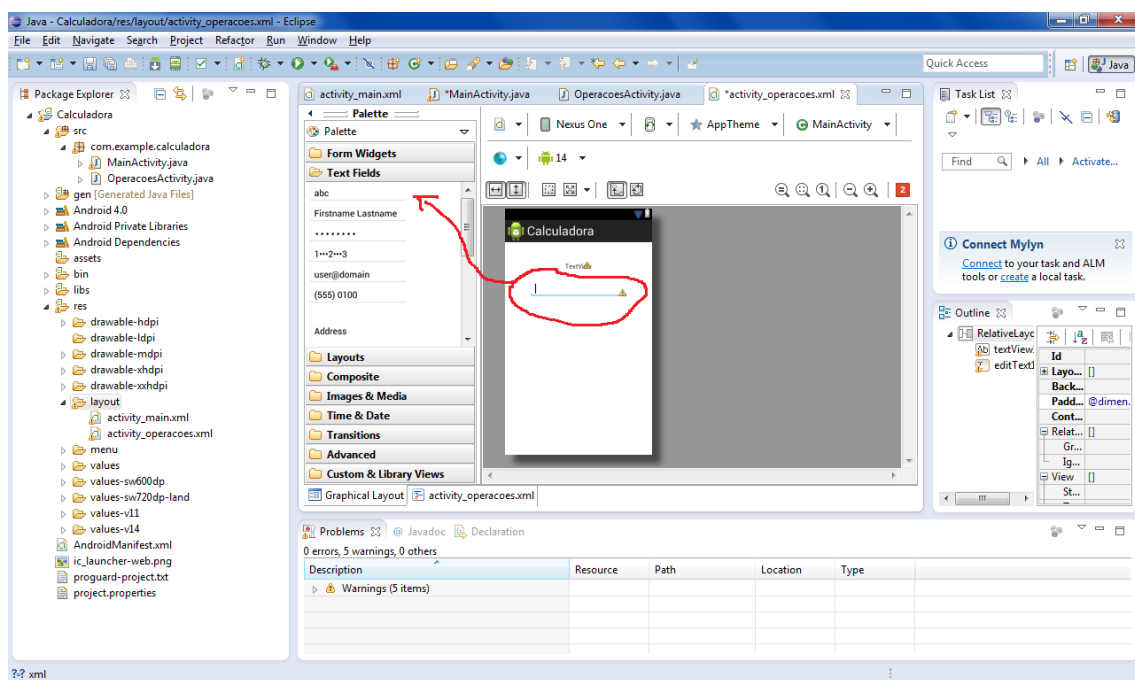 Java - Calculadora/res/layout/activity_operacoes.xml - Eclipse
File Edit Navigate Search Project Refactor Run Window Help
Quick Access
Java
Package Explorer
Calculadora
src
com.example.calculadora
MainActivity.java
OperacoesActivity.java
gen [Generated Java Files]
Android 4.0
Android Private Libraries
Android Dependencies
assets
bin
libs
res
drawable-hdpi
drawable-ldpi
drawable-mdpi
drawable-xhdpi
drawable-xxhdpi
layout
activity_main.xml
activity_operacoes.xml
menu
values
values-sw600dp
values-sw720dp-land
values-v11
values-v14
AndroidManifest.xml
ic_launcher-web.png
proguard-project.txt
project.properties
activity_main.xml *MainActivity.java OperacoesActivity.java *activity_operacoes.xml
Palette
Palette
Form Widgets
Text Fields
abc
Firstname Lastname
........
1•••2•••3
user@domain
(555) 0100
Address
Layouts
Composite
Images & Media
Time & Date
Transitions
Advanced
Custom & Library Views
Nexus One AppTheme MainActivity
14
2
Calculadora
Graphical Layout activity_operacoes.xml
Task List
Find All Activate...
Connect Mylyn
Connect to your task and ALM
tools or create a local task.
Outline
RelativeLayc
textView.
editText1
Id
Layo... []
Back...
Padd... @dimen.
Cont...
Relat... []
Gr...
Ig...
View []
St...
Problems @ Javadoc Declaration
0 errors, 5 warnings, 0 others
Description Resource Path Location Type
Warnings (5 items)
xml